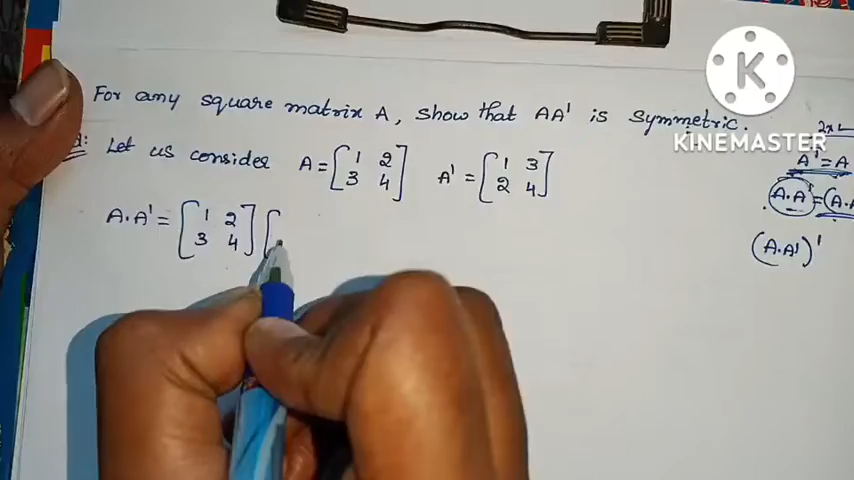 For any square matrix A, show that AA' is symmetric.
KINEMASTER
Let us consider A = [1 2 A' = [1 3
3 4] 2 4]
A' = A
A.A' = [1 2 [
3 4]
(A.A')'